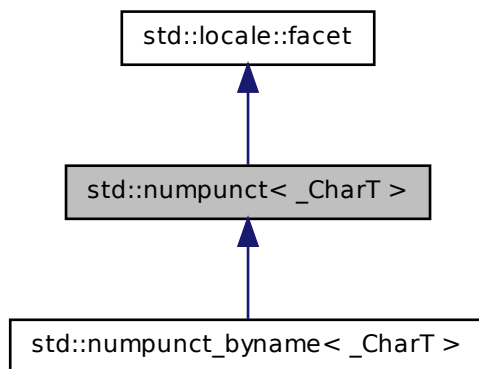 std::locale::facet
std::numpunct< _CharT >
std::numpunct_byname< _CharT >